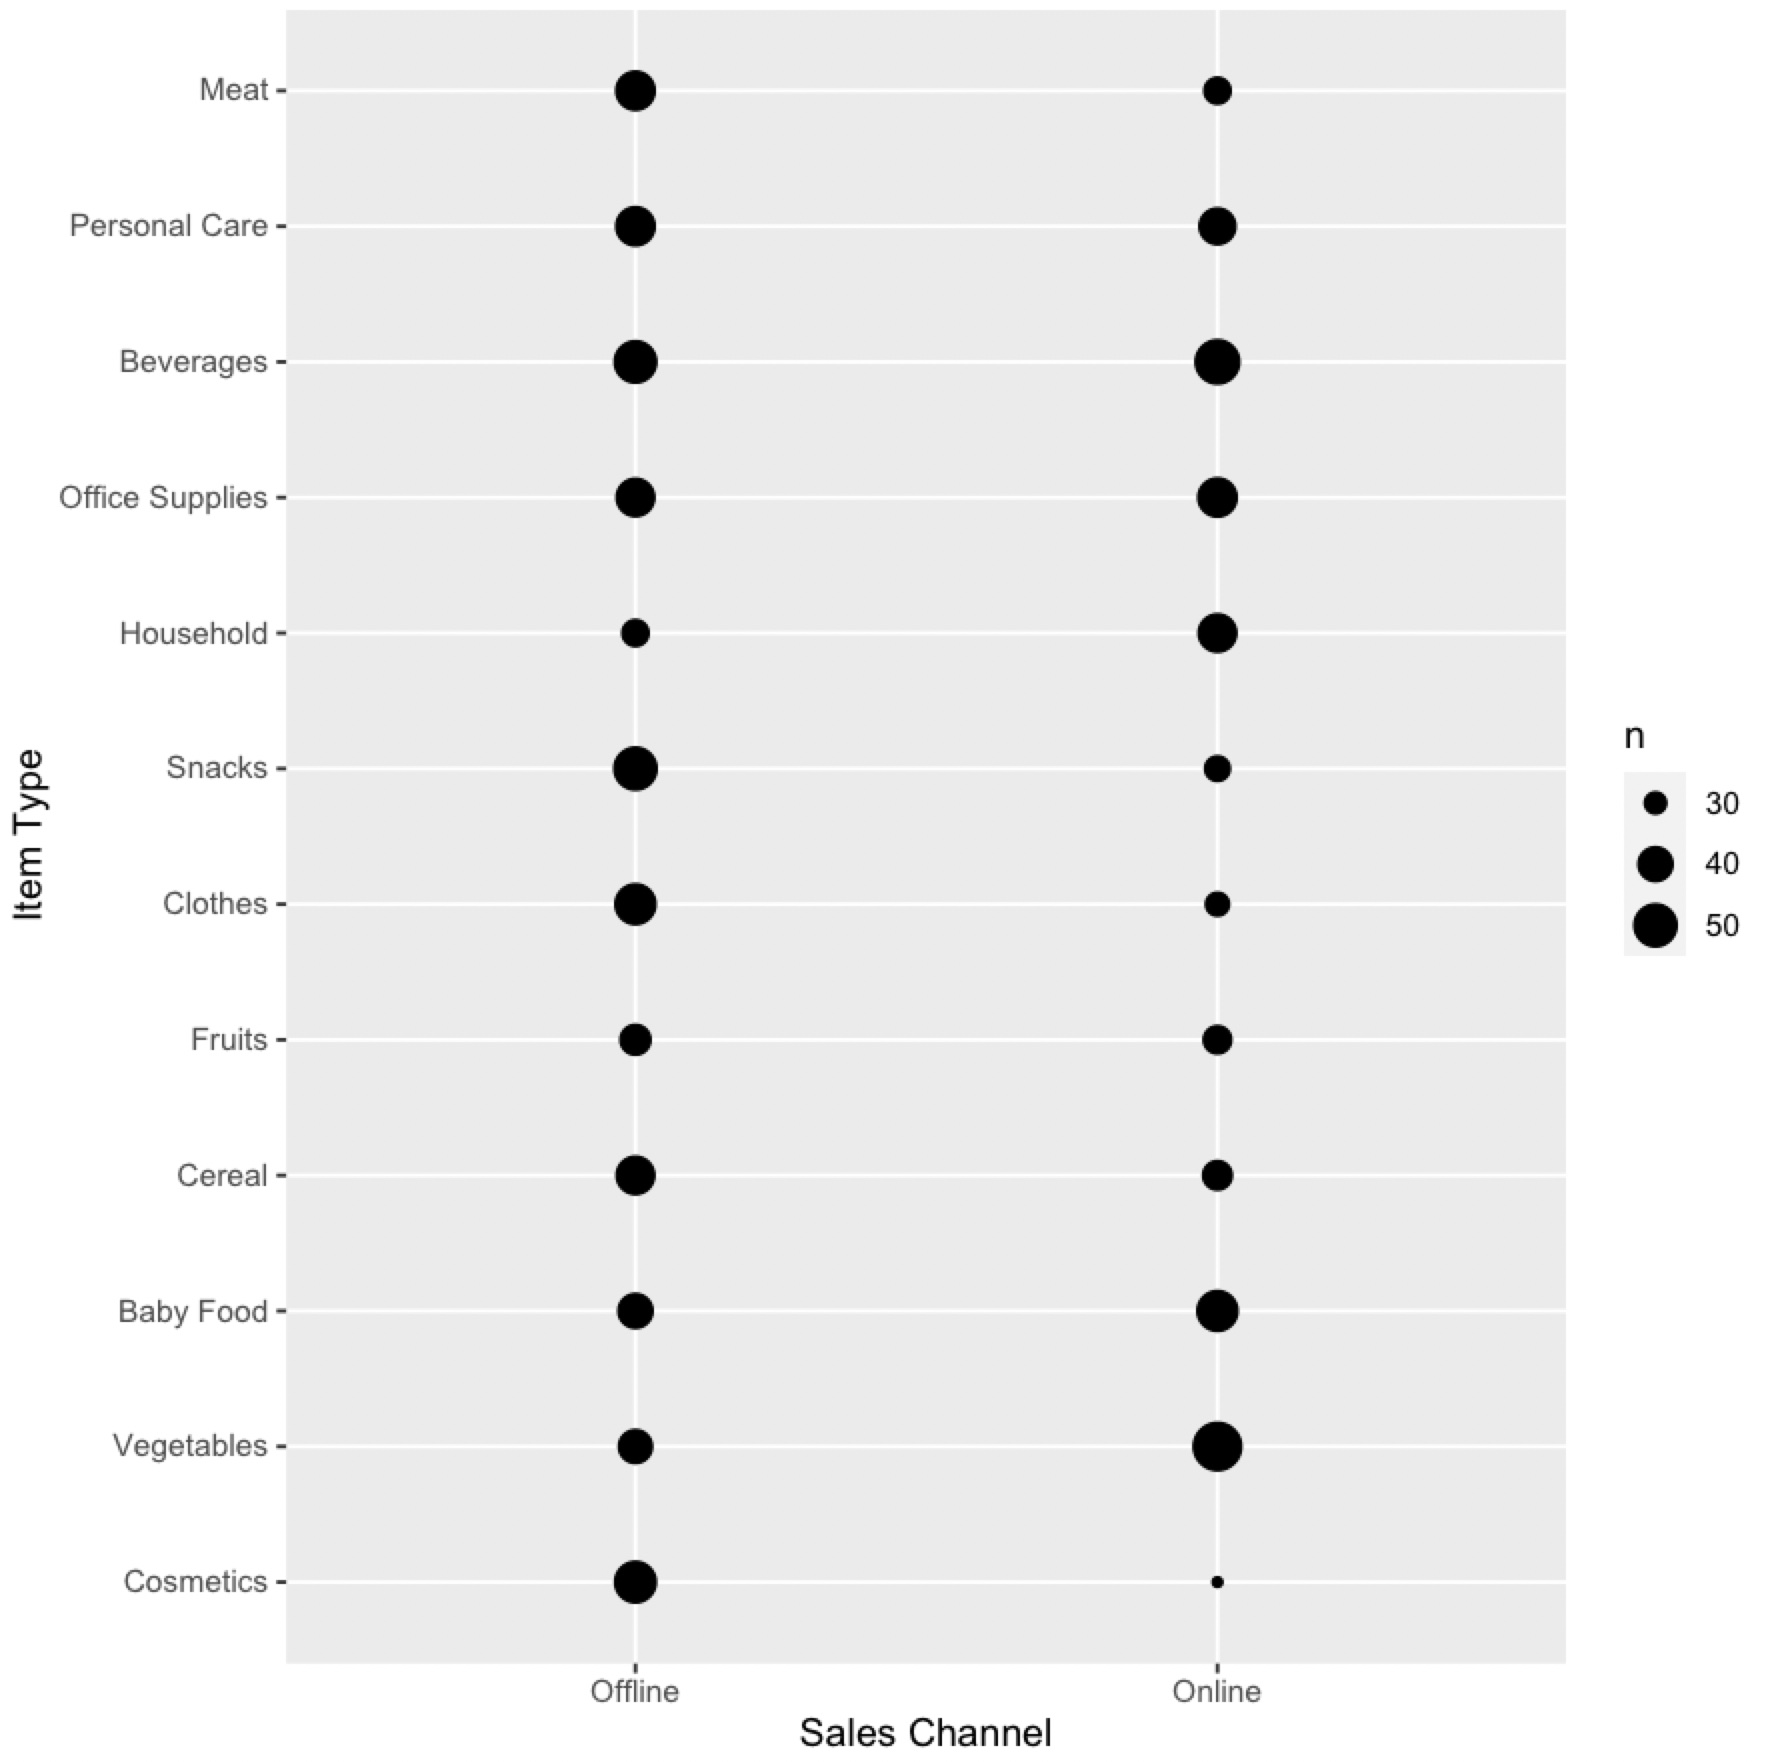 Meat
Personal Care
Beverages
Office Supplies
Household
Snacks
Clothes
Fruits
Cereal
Baby Food
Vegetables
Cosmetics
Item Type
Offline
Online
Sales Channel
n
30
40
50